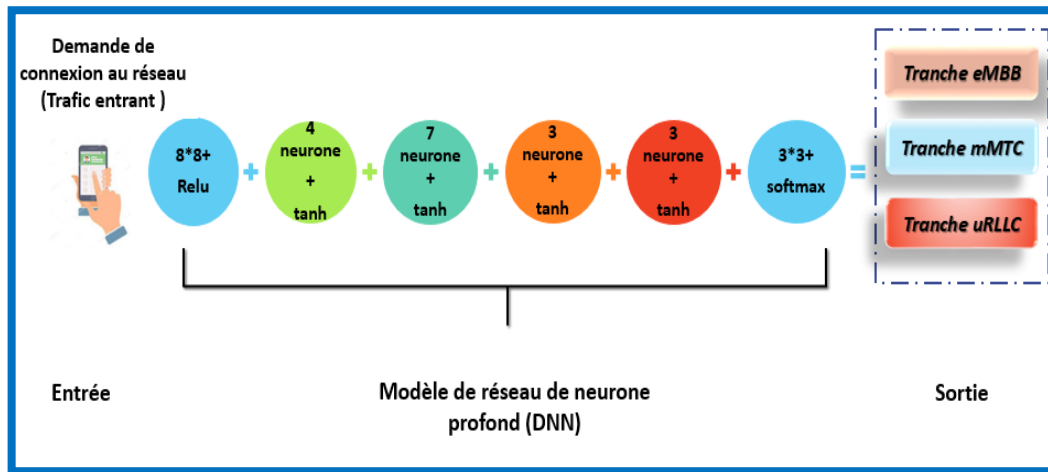 Demande de
connexion au réseau
(Trafic entrant )
8*8+
Relu
+
4
neurone
+
tanh
+
7
neurone
+
tanh
+
3
neurone
+
tanh
+
3
neurone
+
tanh
+
3*3+
softmax
=
Tranche eMBB
Tranche mMTC
Tranche uRLLC
Entrée
Modèle de réseau de neurone
profond (DNN)
Sortie